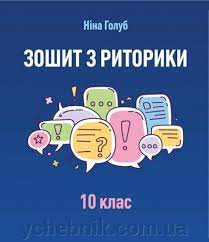 Ніна Голуб
ЗОШИТ З РИТОРИКИ
10 клас
ychebnik.com.ua